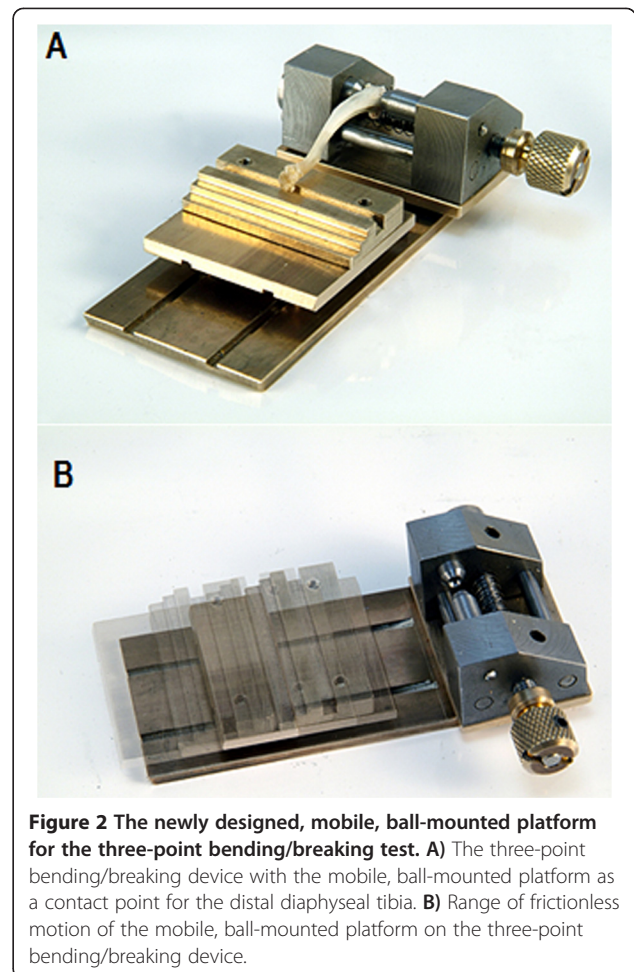 A
B
Figure 2 The newly designed, mobile, ball-mounted platform
for the three-point bending/breaking test. A) The three-point
bending/breaking device with the mobile, ball-mounted platform as
a contact point for the distal diaphyseal tibia. B) Range of frictionless
motion of the mobile, ball-mounted platform on the three-point
bending/breaking device.